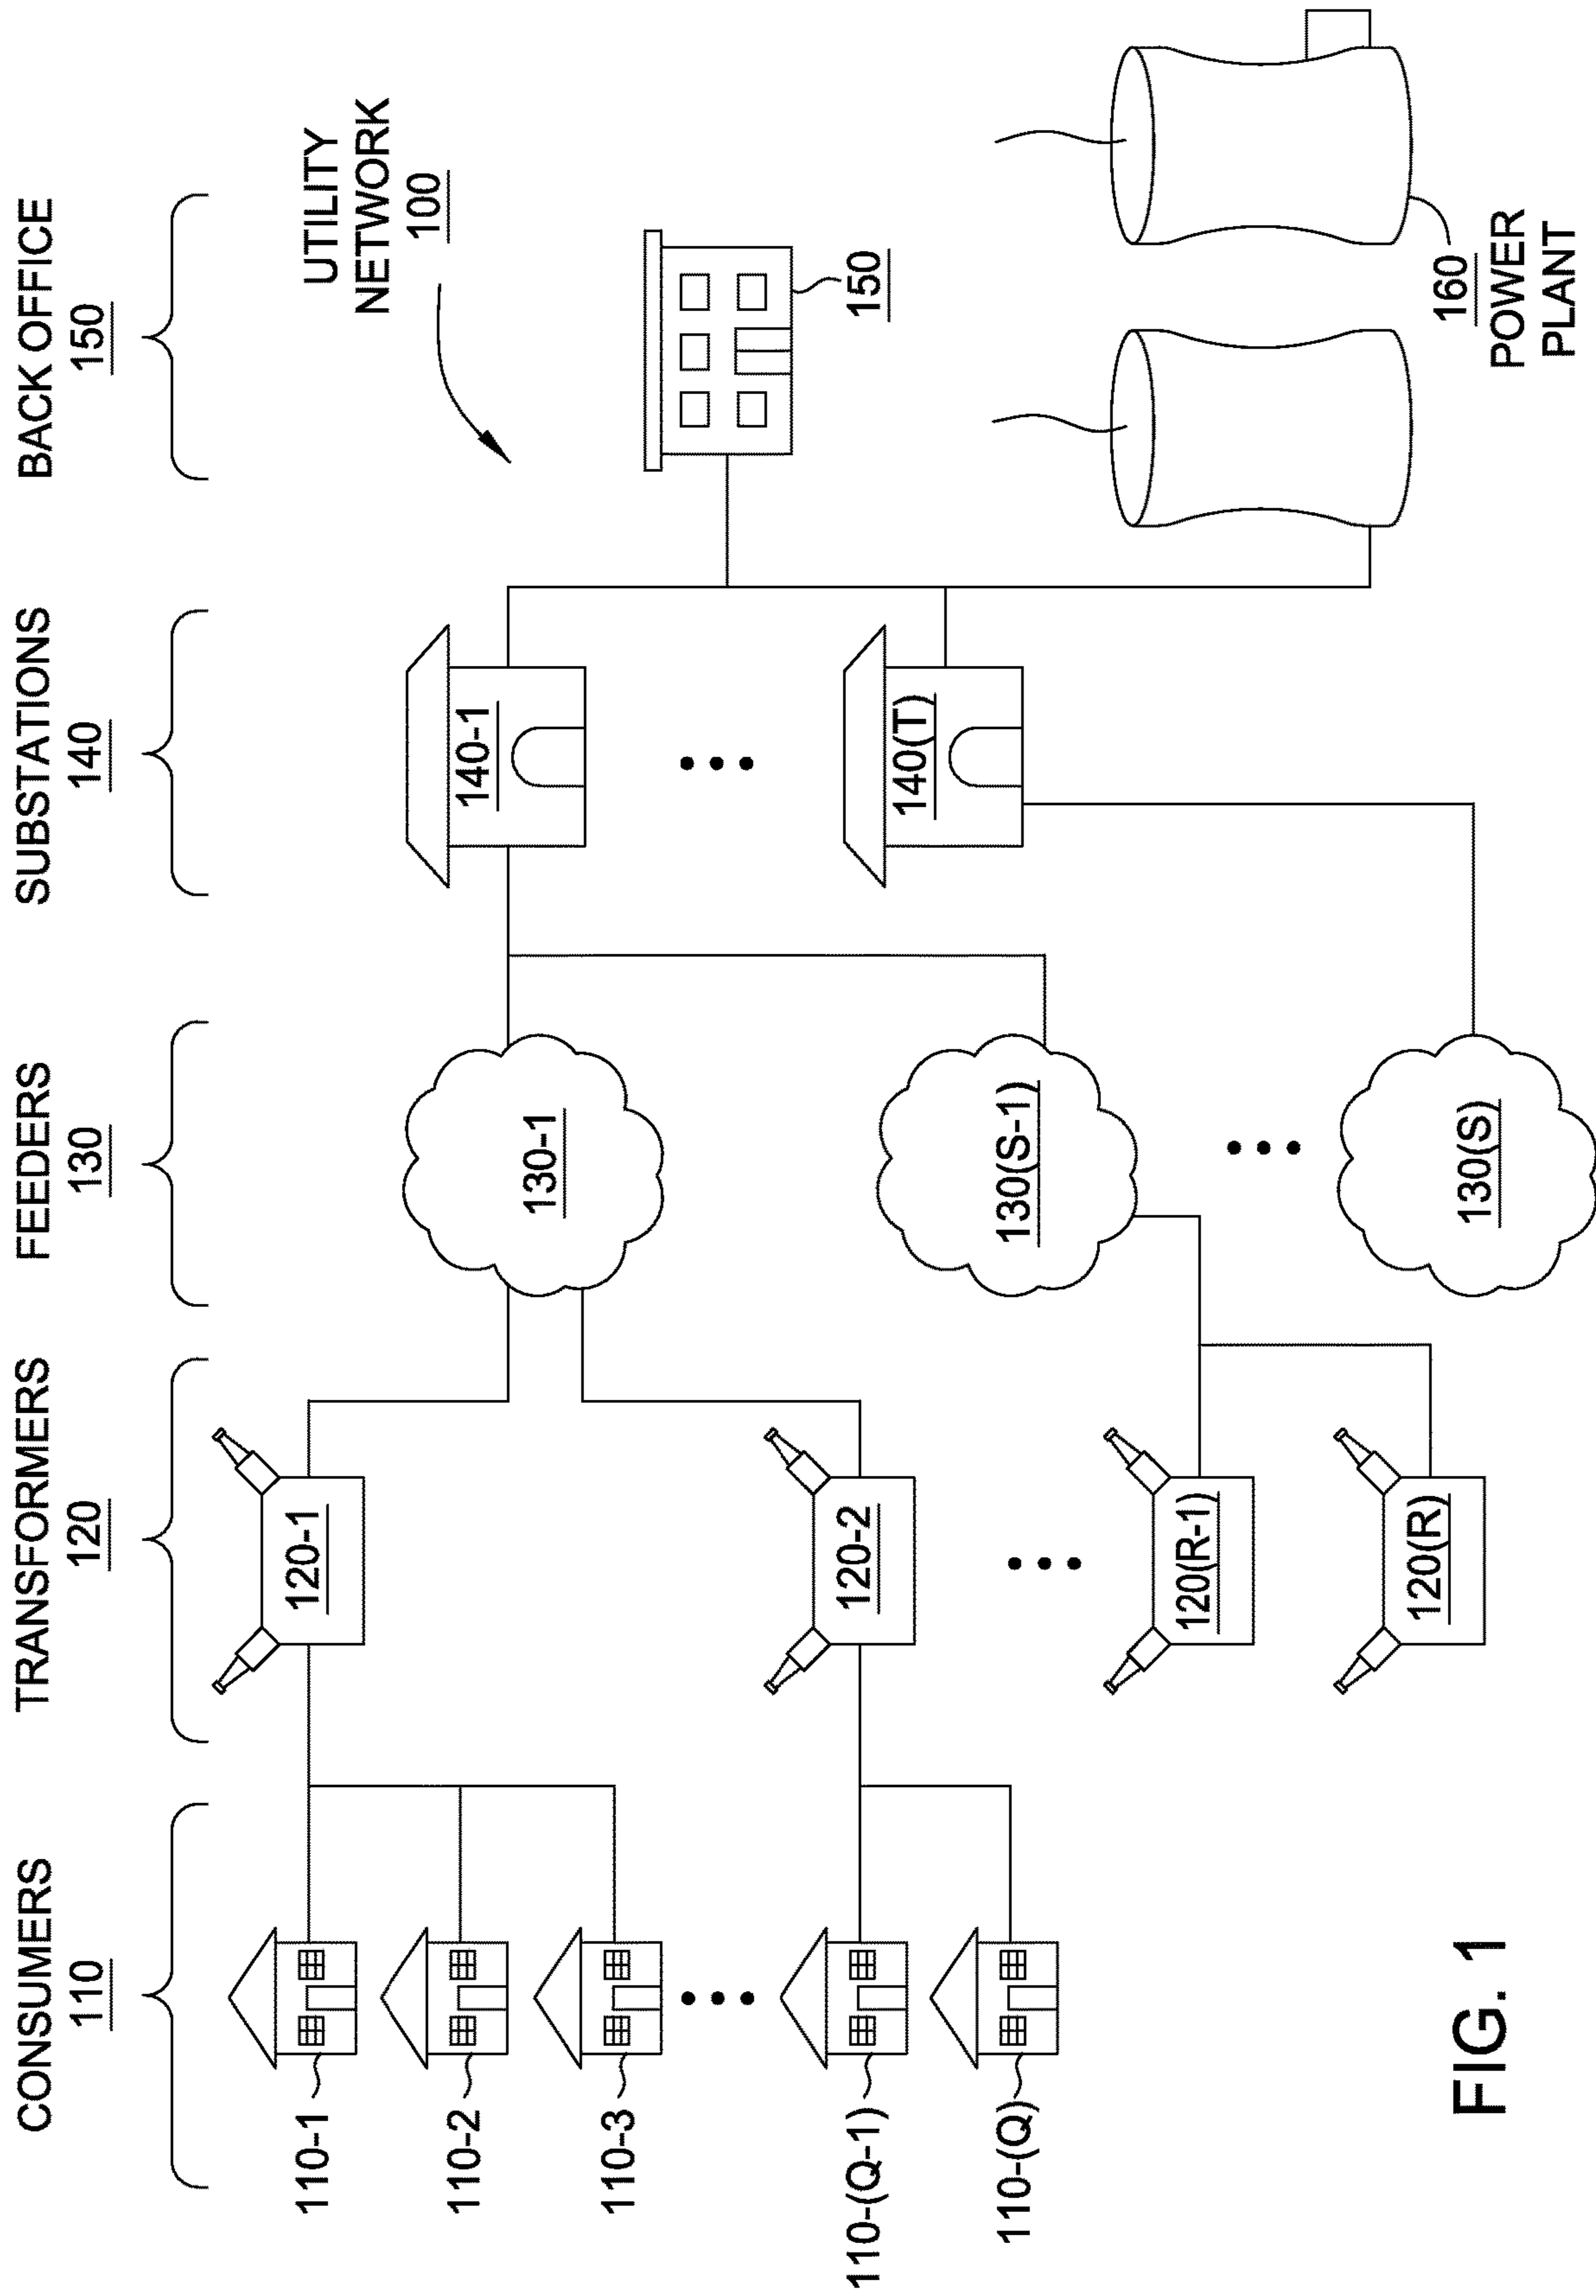 CONSUMERS
110
TRANSFORMERS
120
FEEDERS
130
SUBSTATIONS
140
BACK OFFICE
150
UTILITY
NETWORK
100
110-1
110-2
110-3
110-(Q-1)
110-(Q)
120-1
120-2
120(R-1)
120(R)
130-1
130(S-1)
130(S)
140-1
140(T)
150
160
POWER
PLANT
FIG. 1